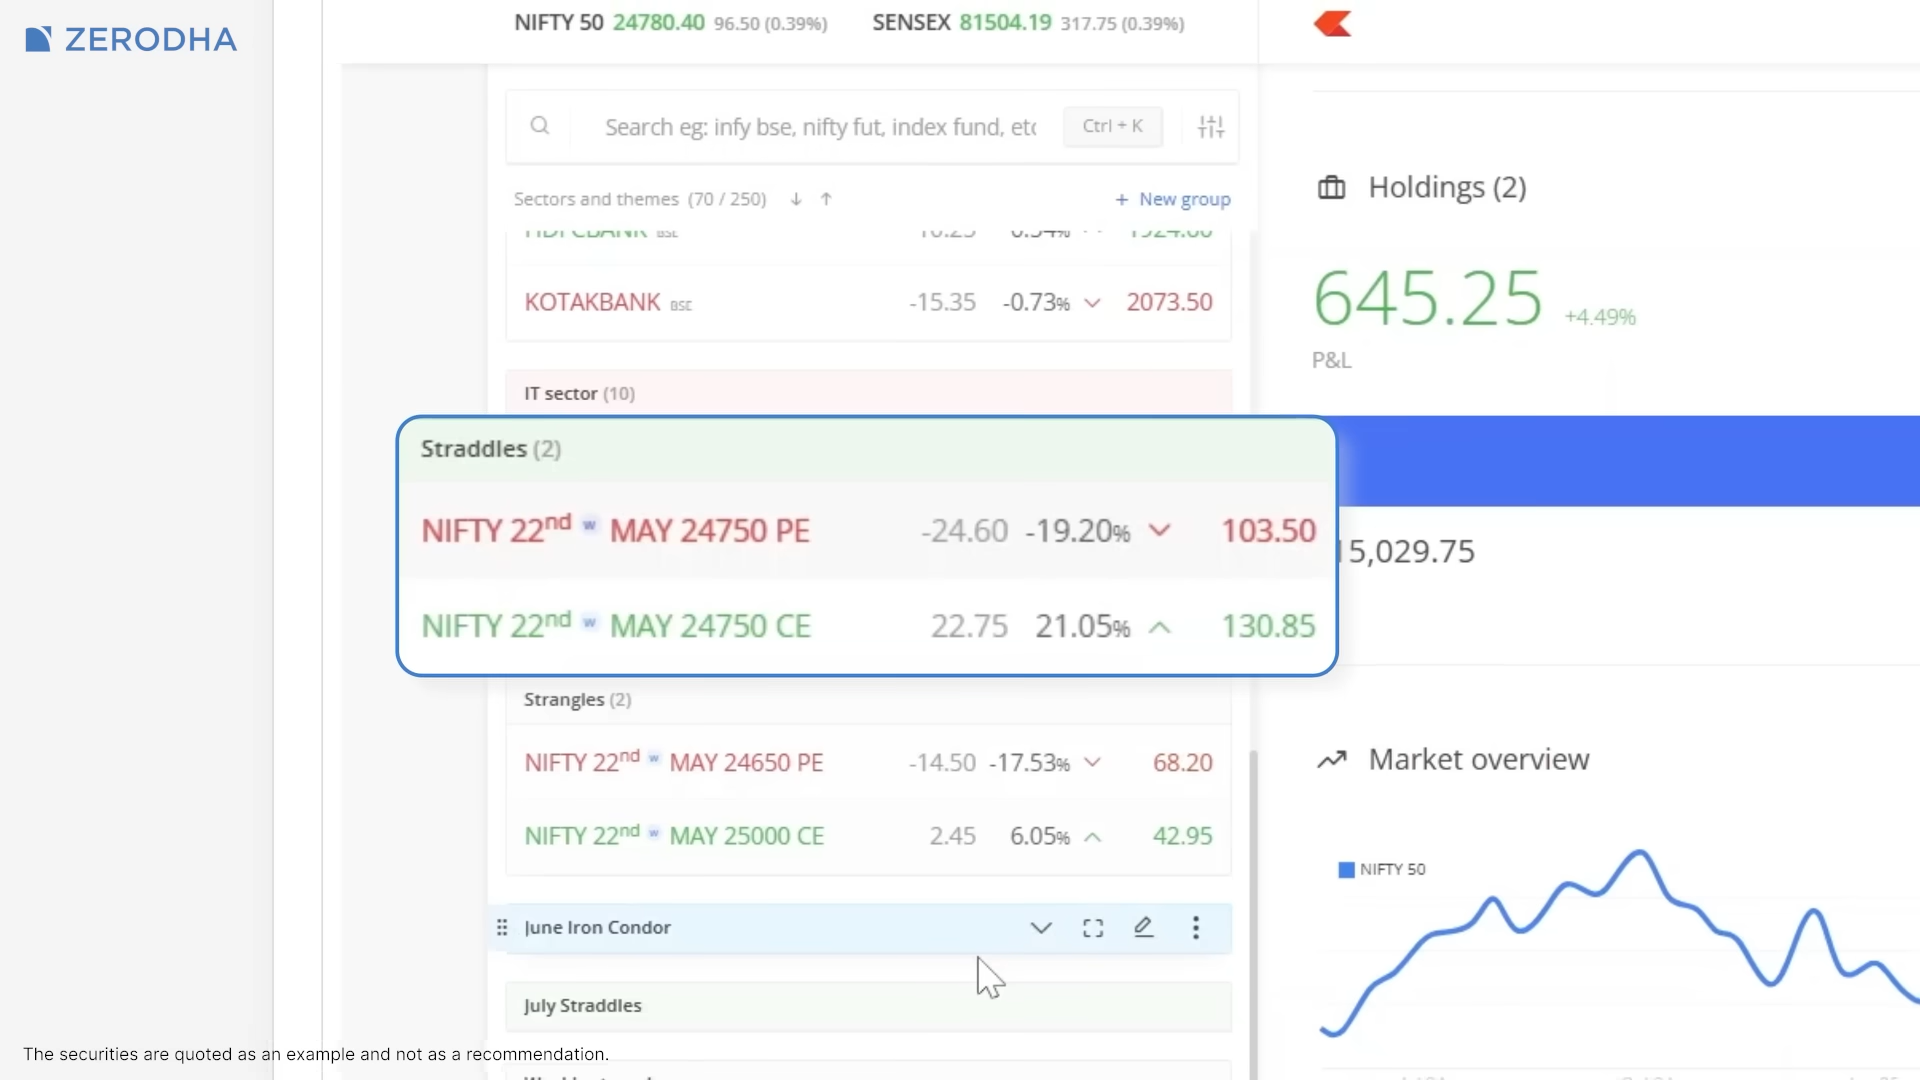 ZERODHA
NIFTY 50 24780.40 96.50 (0.39%) SENSEX 81504.19 317.75 (0.39%)
Search eg: infy bse, nifty fut, index fund, etc Ctrl + K
Sectors and themes (70 / 250) + New group
KOTAKBANK BSE -15.35 -0.73% 2073.50
IT sector (10)
Straddles (2)
NIFTY 22nd w MAY 24750 PE -24.60 -19.20% 103.50
NIFTY 22nd w MAY 24750 CE 22.75 21.05% 130.85
Strangles (2)
NIFTY 22nd w MAY 24650 PE -14.50 -17.53% 68.20
NIFTY 22nd w MAY 25000 CE 2.45 6.05% 42.95
June Iron Condor
July Straddles
Holdings (2)
645.25 +4.49%
P&L
15,029.75
Market overview
NIFTY 50
The securities are quoted as an example and not as a recommendation.